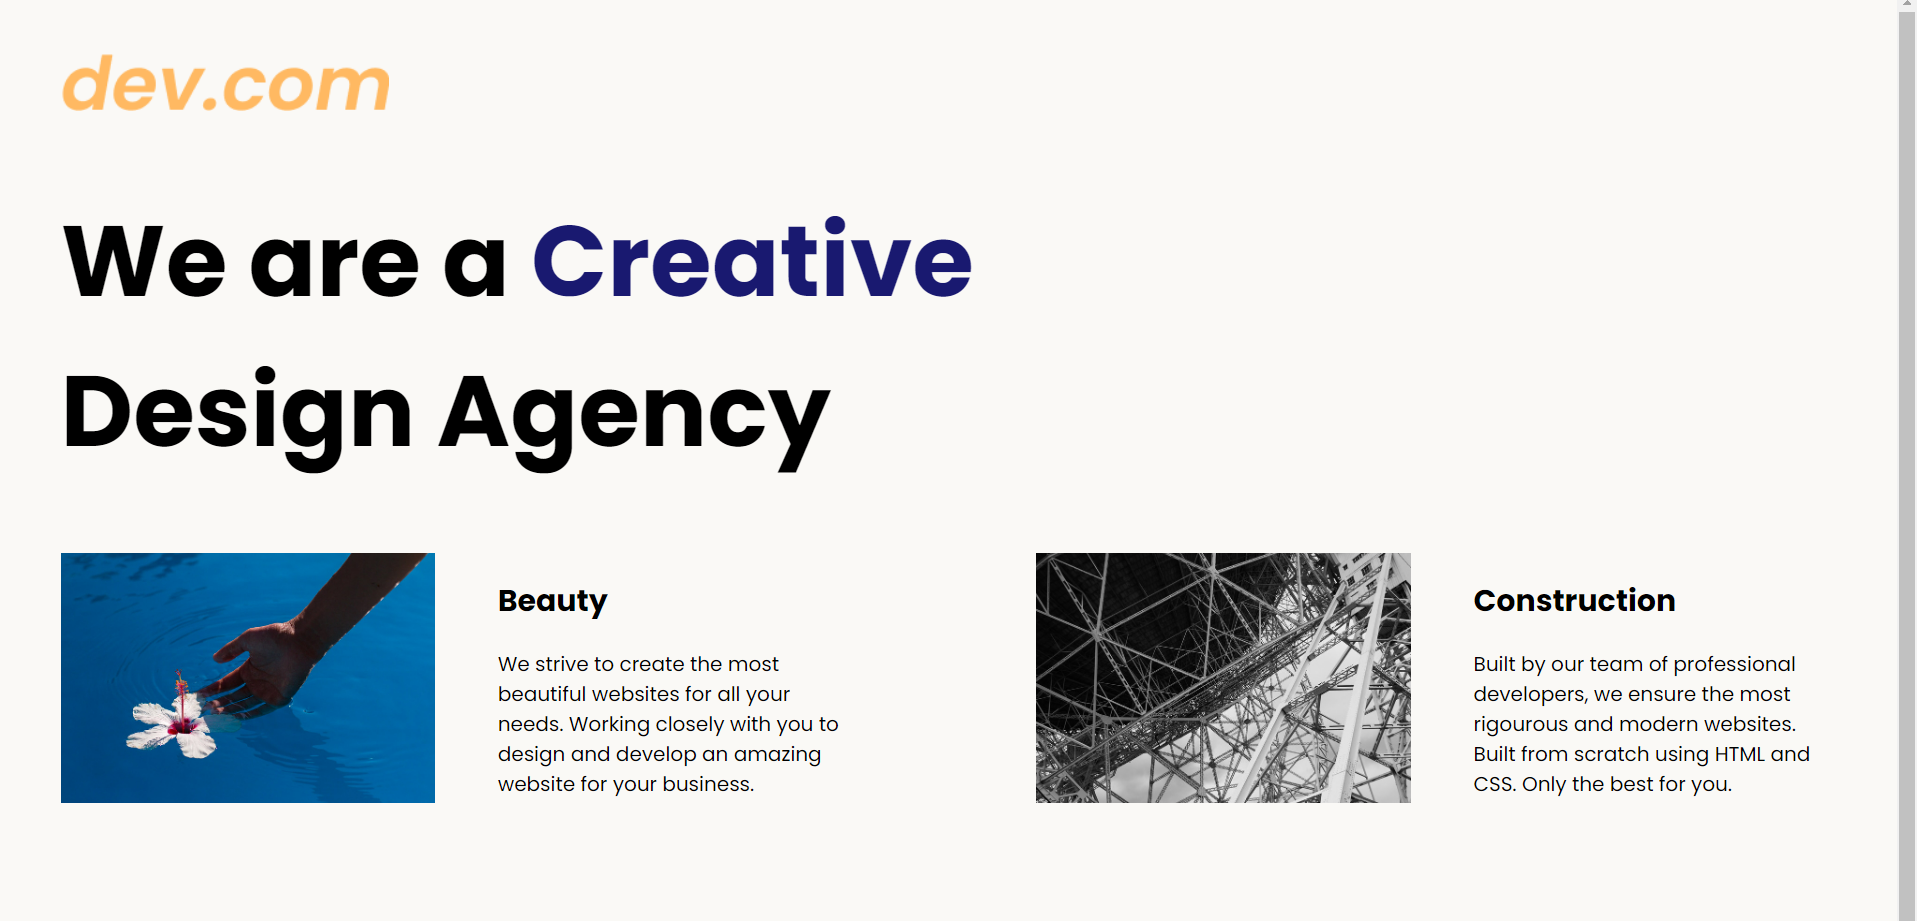 dev.com
We are a Creative
Design Agency
Beauty
We strive to create the most
beautiful websites for all your
needs. Working closely with you to
design and develop an amazing
website for your business.
Construction
Built by our team of professional
developers, we ensure the most
rigourous and modern websites.
Built from scratch using HTML and
CSS. Only the best for you.